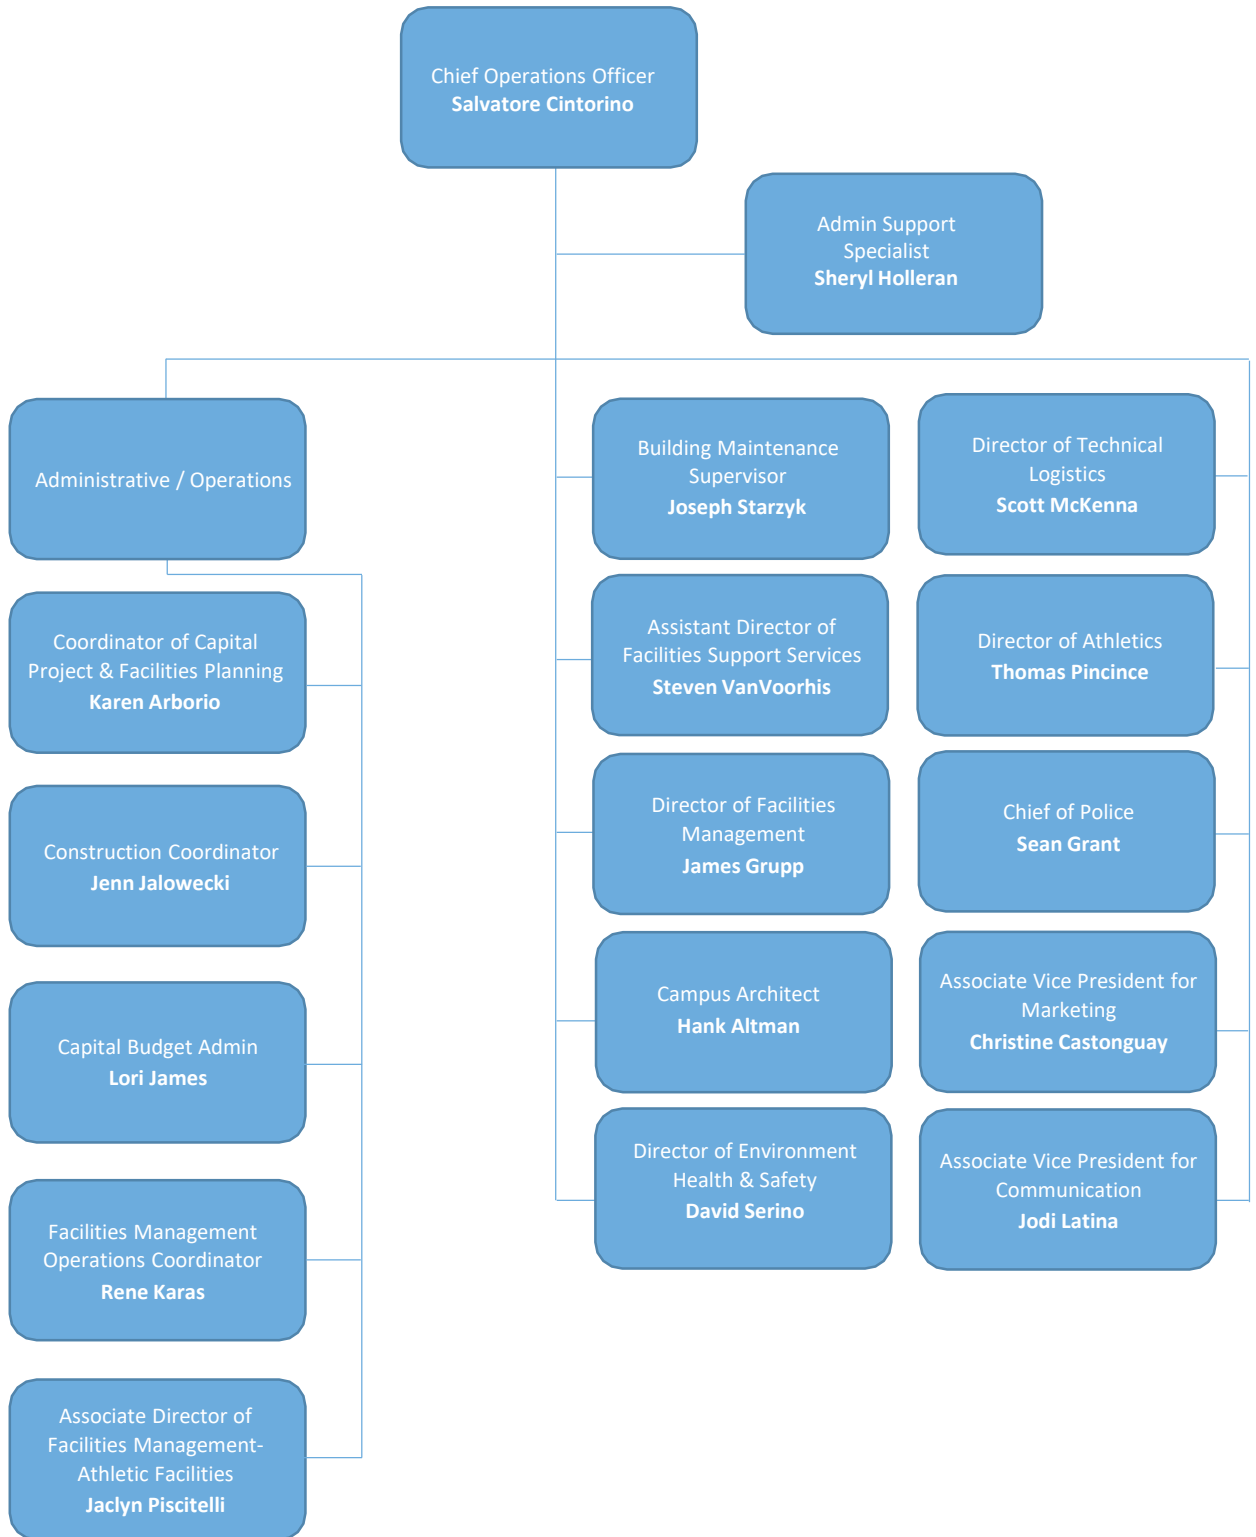 Chief Operations Officer
Salvatore Cintorino
Admin Support
Specialist
Sheryl Holleran
Administrative / Operations
Coordinator of Capital
Project & Facilities Planning
Karen Arborio
Construction Coordinator
Jenn Jalowecki
Capital Budget Admin
Lori James
Facilities Management
Operations Coordinator
Rene Karas
Associate Director of
Facilities Management-
Athletic Facilities
Jaclyn Piscitelli
Building Maintenance
Supervisor
Joseph Starzyk
Assistant Director of
Facilities Support Services
Steven VanVoorhis
Director of Facilities
Management
James Grupp
Campus Architect
Hank Altman
Director of Environment
Health & Safety
David Serino
Director of Technical
Logistics
Scott McKenna
Director of Athletics
Thomas Pincince
Chief of Police
Sean Grant
Associate Vice President for
Marketing
Christine Castonguay
Associate Vice President for
Communication
Jodi Latina